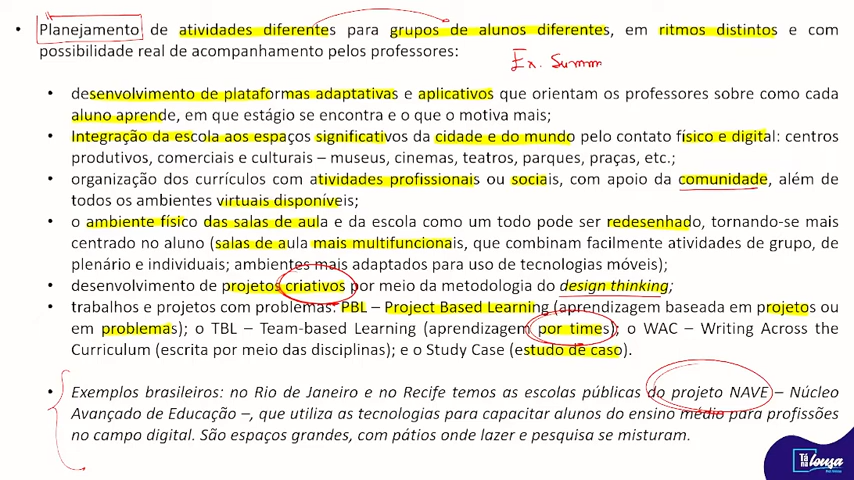 • Planejamento de atividades diferentes para grupos de alunos diferentes, em ritmos distintos e com
possibilidade real de acompanhamento pelos professores:
Ex. Summ
• desenvolvimento de plataformas adaptativas e aplicativos que orientam os professores sobre como cada
aluno aprende, em que estágio se encontra e o que o motiva mais;
• Integração da escola aos espaços significativos da cidade e do mundo pelo contato físico e digital: centros
produtivos, comerciais e culturais – museus, cinemas, teatros, parques, praças, etc.;
• organização dos currículos com atividades profissionais ou sociais, com apoio da comunidade, além de
todos os ambientes virtuais disponíveis;
• o ambiente físico das salas de aula e da escola como um todo pode ser redesenhado, tornando-se mais
centrado no aluno (salas de aula mais multifuncionais, que combinam facilmente atividades de grupo, de
plenário e individuais; ambientes mais adaptados para uso de tecnologias móveis);
• desenvolvimento de projetos criativos por meio da metodologia do design thinking;
• trabalhos e projetos com problemas: PBL – Project Based Learning (aprendizagem baseada em projetos ou
em problemas); o TBL – Team-based Learning (aprendizagem por times); o WAC – Writing Across the
Curriculum (escrita por meio das disciplinas); e o Study Case (estudo de caso).
• Exemplos brasileiros: no Rio de Janeiro e no Recife temos as escolas públicas do projeto NAVE – Núcleo
Avançado de Educação –, que utiliza as tecnologias para capacitar alunos do ensino médio para profissões
no campo digital. São espaços grandes, com pátios onde lazer e pesquisa se misturam.
Tá
na lousa